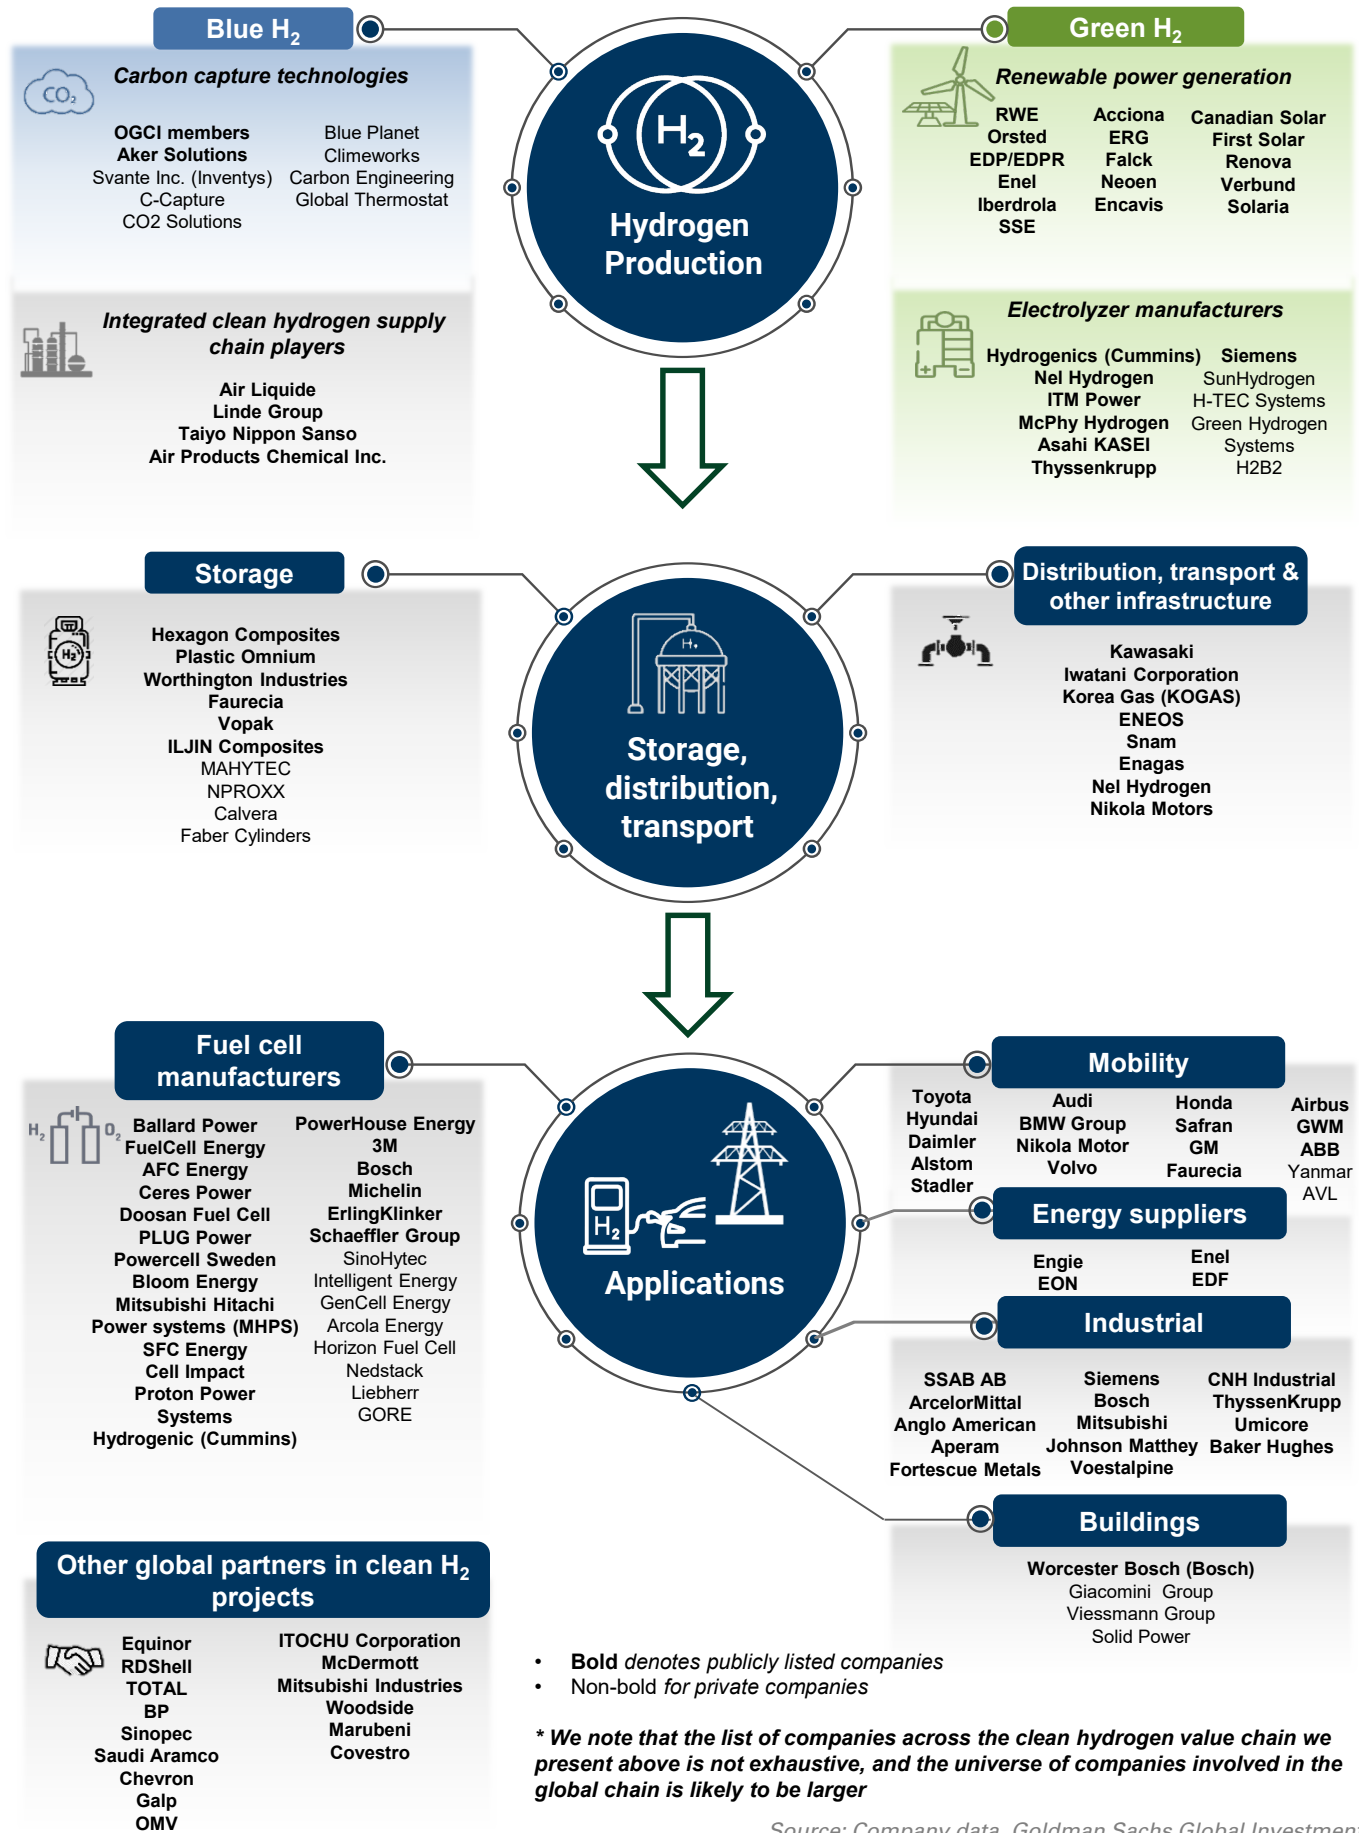 Blue H2
Carbon capture technologies
CO2
OGCI members
Aker Solutions
Svante Inc. (Inventys)
C-Capture
CO2 Solutions
Blue Planet
Climeworks
Carbon Engineering
Global Thermostat
Integrated clean hydrogen supply
chain players
Air Liquide
Linde Group
Taiyo Nippon Sanso
Air Products Chemical Inc.
H2
Hydrogen
Production
Green H2
Renewable power generation
RWE
Orsted
EDP/EDPR
Enel
Iberdrola
SSE
Acciona
ERG
Falck
Neoen
Encavis
Canadian Solar
First Solar
Renova
Verbund
Solaria
Electrolyzer manufacturers
Hydrogenics (Cummins)
Nel Hydrogen
ITM Power
McPhy Hydrogen
Asahi KASEI
Thyssenkrupp
Siemens
SunHydrogen
H-TEC Systems
Green Hydrogen
Systems
H2B2
Storage
H2
Hexagon Composites
Plastic Omnium
Worthington Industries
Faurecia
Vopak
ILJIN Composites
MAHYTEC
NPROXX
Calvera
Faber Cylinders
Storage,
distribution,
transport
Distribution, transport &
other infrastructure
Kawasaki
Iwatani Corporation
Korea Gas (KOGAS)
ENEOS
Snam
Enagas
Nel Hydrogen
Nikola Motors
Fuel cell
manufacturers
H2 O2
Ballard Power
FuelCell Energy
AFC Energy
Ceres Power
Doosan Fuel Cell
PLUG Power
Powercell Sweden
Bloom Energy
Mitsubishi Hitachi
Power systems (MHPS)
SFC Energy
Cell Impact
Proton Power
Systems
Hydrogenic (Cummins)
PowerHouse Energy
3M
Bosch
Michelin
ErlingKlinker
Schaeffler Group
SinoHytec
Intelligent Energy
GenCell Energy
Arcola Energy
Horizon Fuel Cell
Nedstack
Liebherr
GORE
H2
Applications
Mobility
Toyota
Hyundai
Daimler
Alstom
Stadler
Audi
BMW Group
Nikola Motor
Volvo
Honda
Safran
GM
Faurecia
Airbus
GWM
ABB
Yanmar
AVL
Energy suppliers
Engie
EON
Enel
EDF
Industrial
SSAB AB
ArcelorMittal
Anglo American
Aperam
Fortescue Metals
Siemens
Bosch
Mitsubishi
Johnson Matthey
Voestalpine
CNH Industrial
ThyssenKrupp
Umicore
Baker Hughes
Buildings
Worcester Bosch (Bosch)
Giacomini Group
Viessmann Group
Solid Power
Other global partners in clean H2
projects
Equinor
RDShell
TOTAL
BP
Sinopec
Saudi Aramco
Chevron
Galp
OMV
ITOCHU Corporation
McDermott
Mitsubishi Industries
Woodside
Marubeni
Covestro
• Bold denotes publicly listed companies
• Non-bold for private companies
* We note that the list of companies across the clean hydrogen value chain we
present above is not exhaustive, and the universe of companies involved in the
global chain is likely to be larger
Source: Company data, Goldman Sachs Global Investment